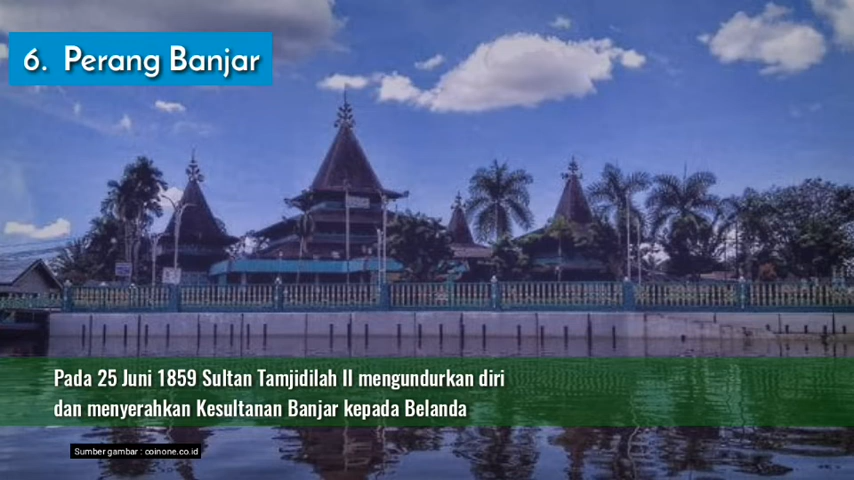 6. Perang Banjar
Pada 25 Juni 1859 Sultan Tamjidilah II mengundurkan diri
dan menyerahkan Kesultanan Banjar kepada Belanda
Sumber gambar : coinone.co.id